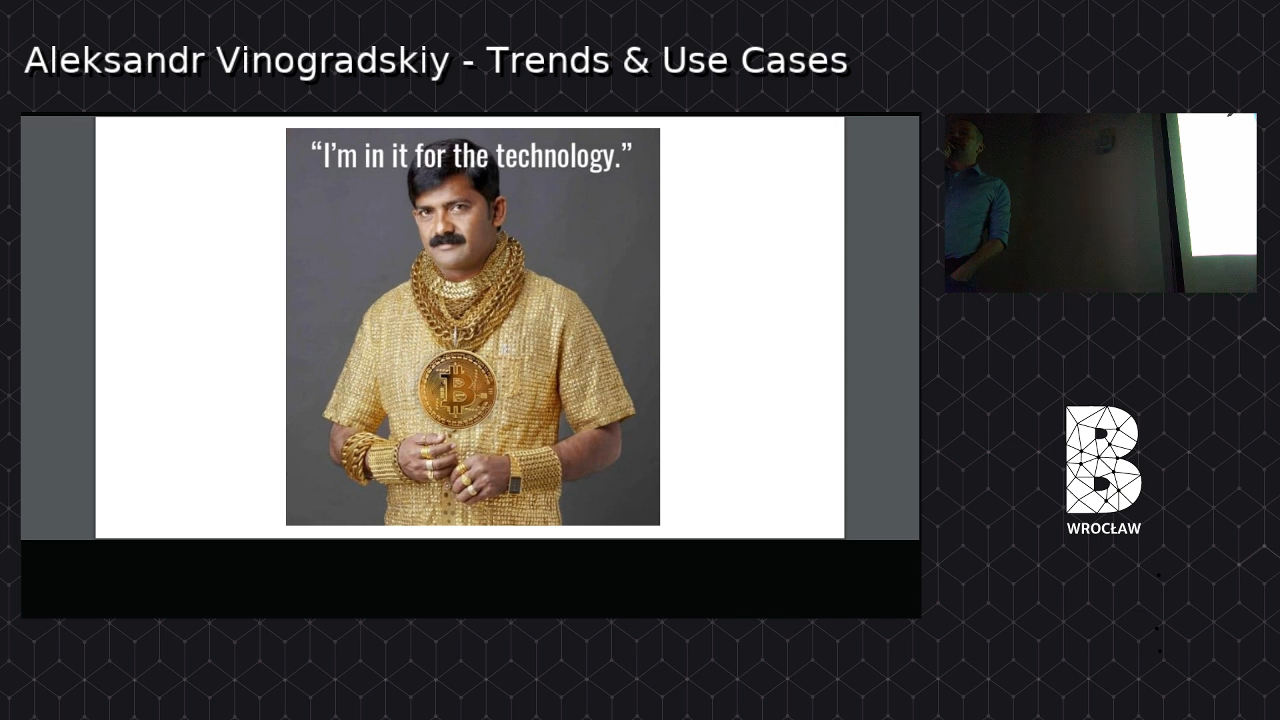 Aleksandr Vinogradskiy - Trends & Use Cases
“I’m in it for the technology.”
B
WROCŁAW